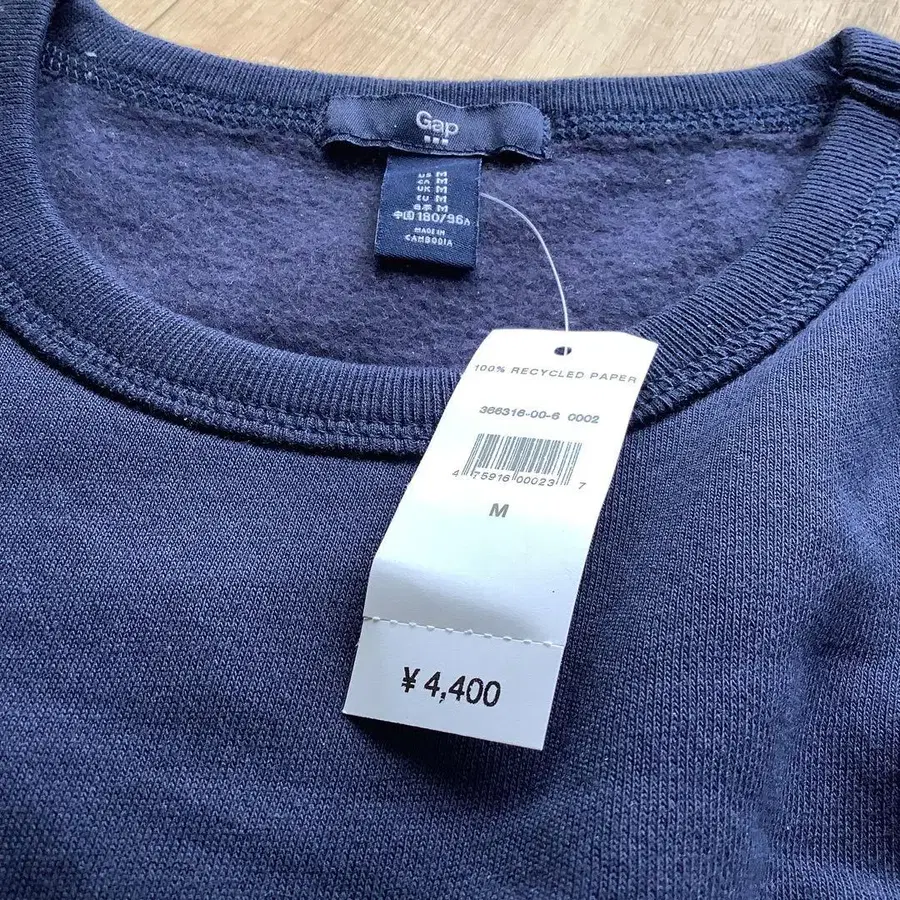 Gap
US M
CA M
UK M
EU M
日本 M
中国 180/96A
MADE IN
CAMBODIA
100% RECYCLED PAPER
366316-00-6 0002
4 75916 00023 7
M
¥4,400